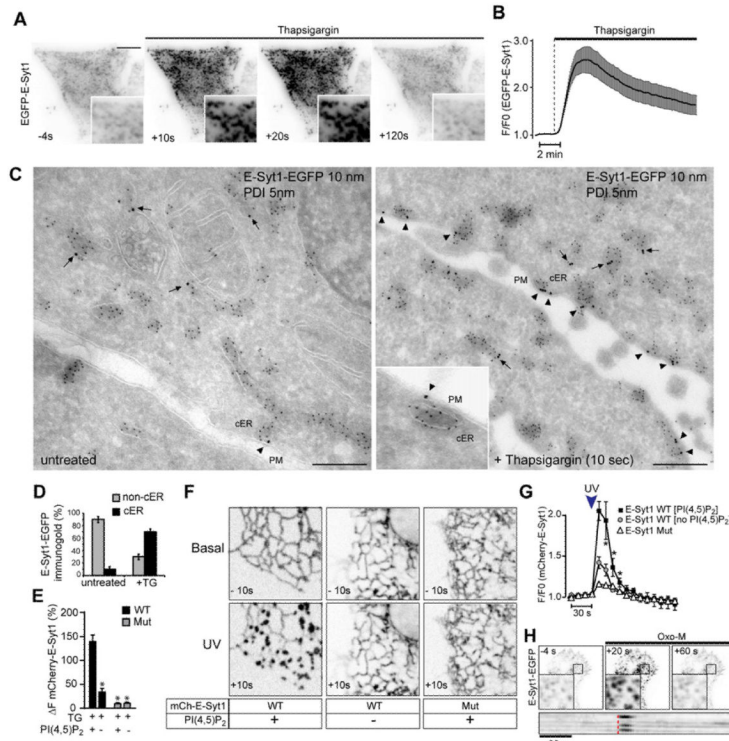 A
Thapsigargin
EGFP-E-Syt1
-4s
+10s
+20s
+120s
B
Thapsigargin
F/F0 (EGFP-E-Syt1)
3.0
2.0
1.0
2 min
C
E-Syt1-EGFP 10 nm
PDI 5nm
cER
PM
untreated
E-Syt1-EGFP 10 nm
PDI 5nm
PM
cER
PM
cER
+ Thapsigargin (10 sec)
D
non-cER
cER
E-Syt1-EGFP
immunogold (%)
100
80
60
40
20
0
untreated
+TG
E
WT
Mut
ΔF mCherry-E-Syt1 (%)
200
150
100
50
0
* * *
TG + + + +
PI(4,5)P2 + - + -
F
Basal
- 10s
- 10s
- 10s
UV
+10s
+10s
+10s
mCh-E-Syt1 WT WT Mut
PI(4,5)P2 + - +
G
UV
E-Syt1 WT [PI(4,5)P2]
E-Syt1 WT [no PI(4,5)P2]
E-Syt1 Mut
F/F0 (mCherry-E-Syt1)
2.0
1.5
1.0
30 s
H
Oxo-M
E-Syt1-EGFP
-4 s
+20s
+60s